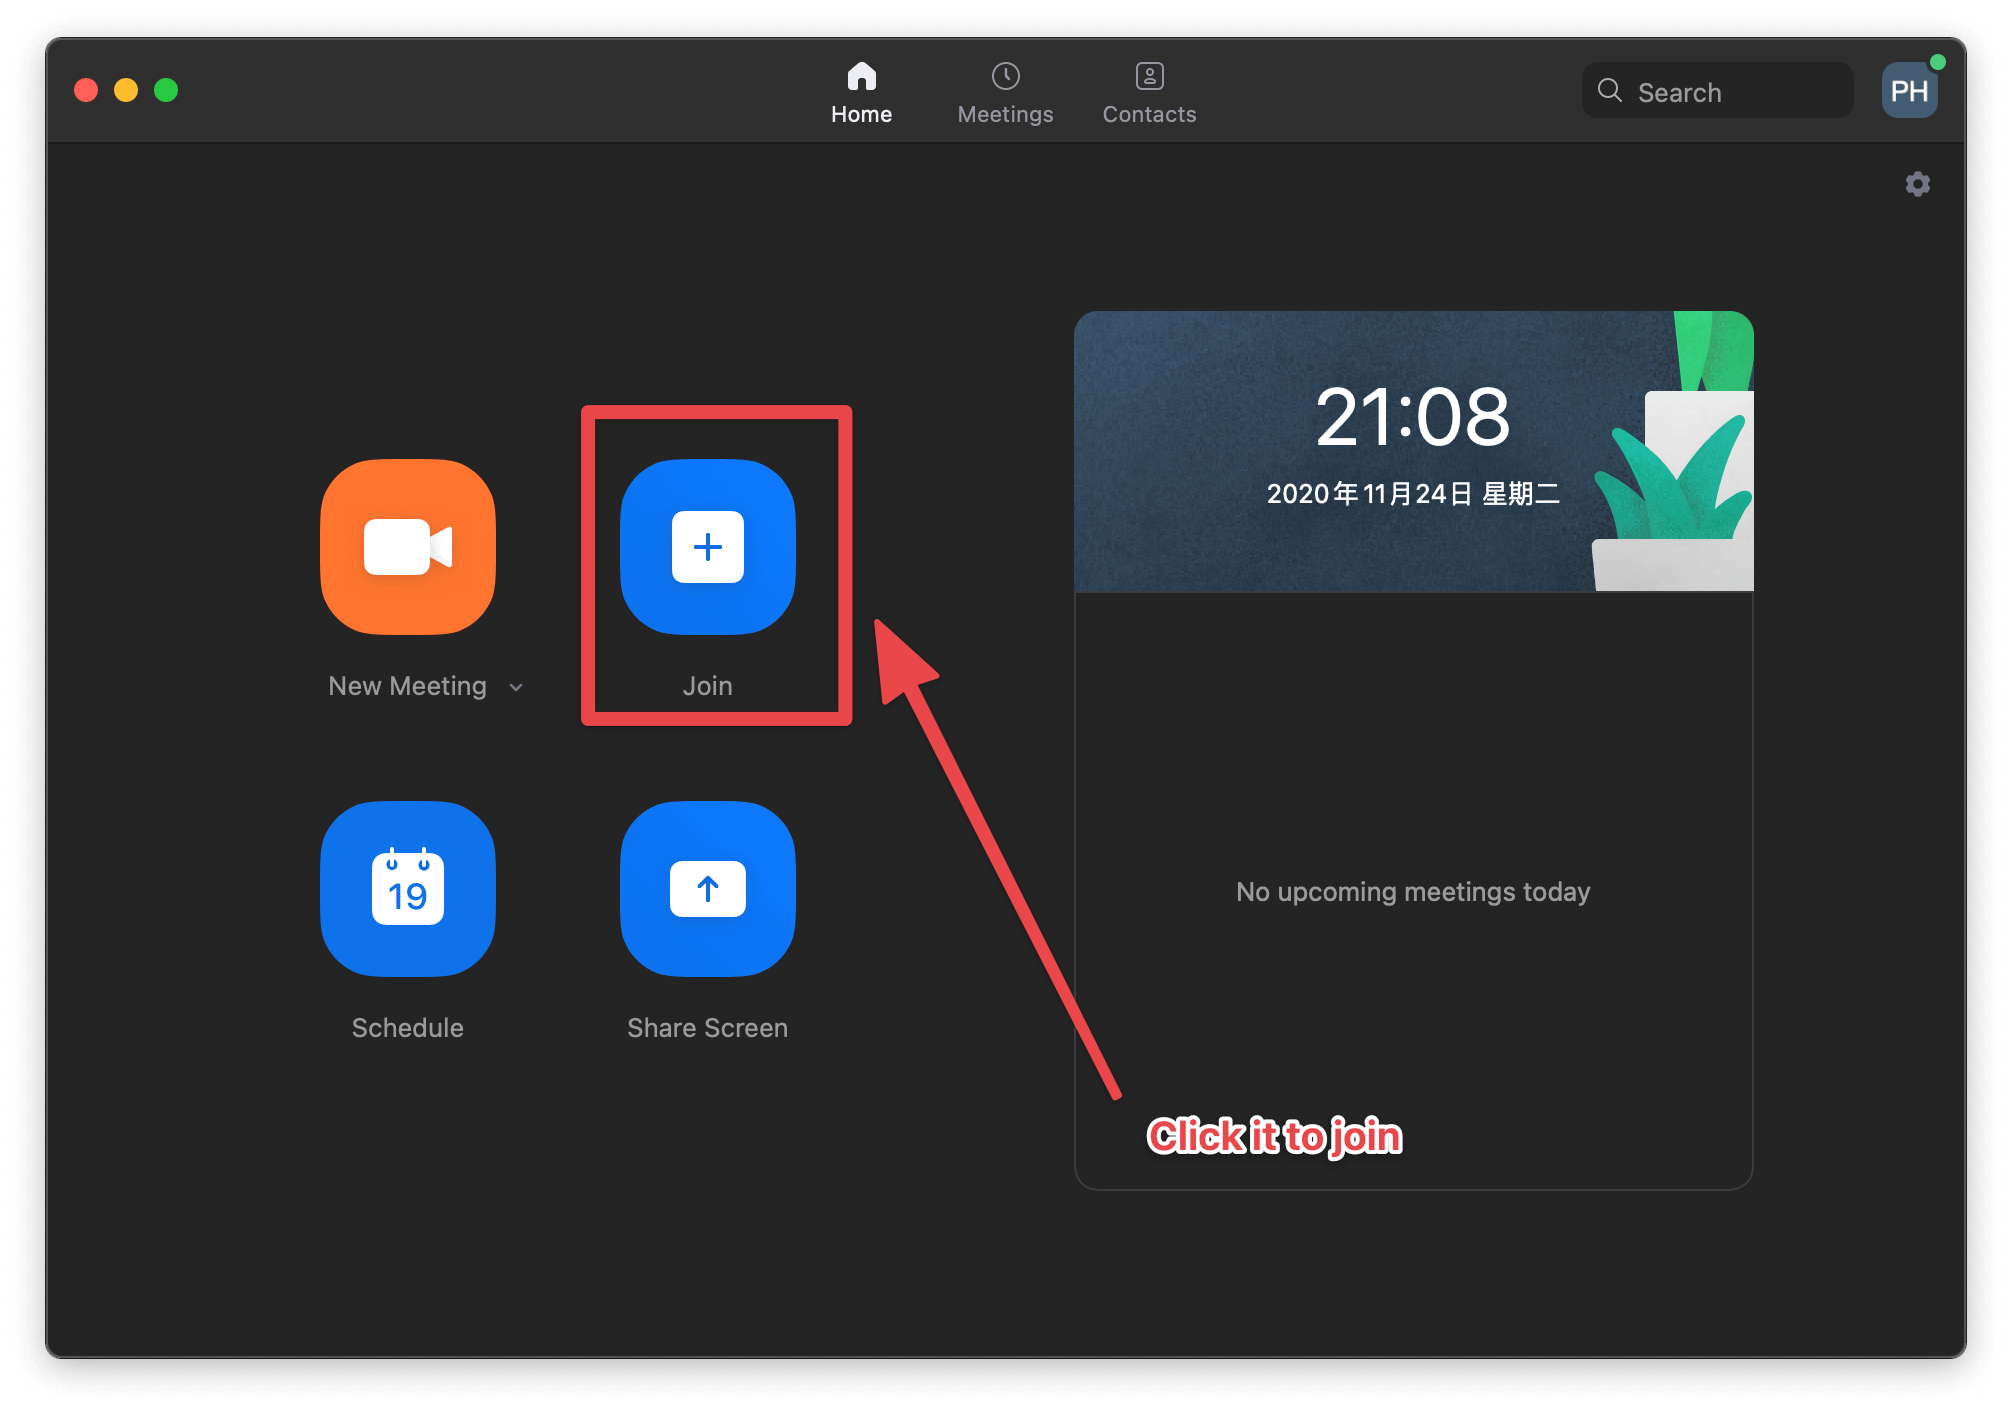 Home
Meetings
Contacts
Search
PH
21:08
2020年11月24日 星期二
New Meeting
Join
19
Schedule
Share Screen
No upcoming meetings today
Click it to join